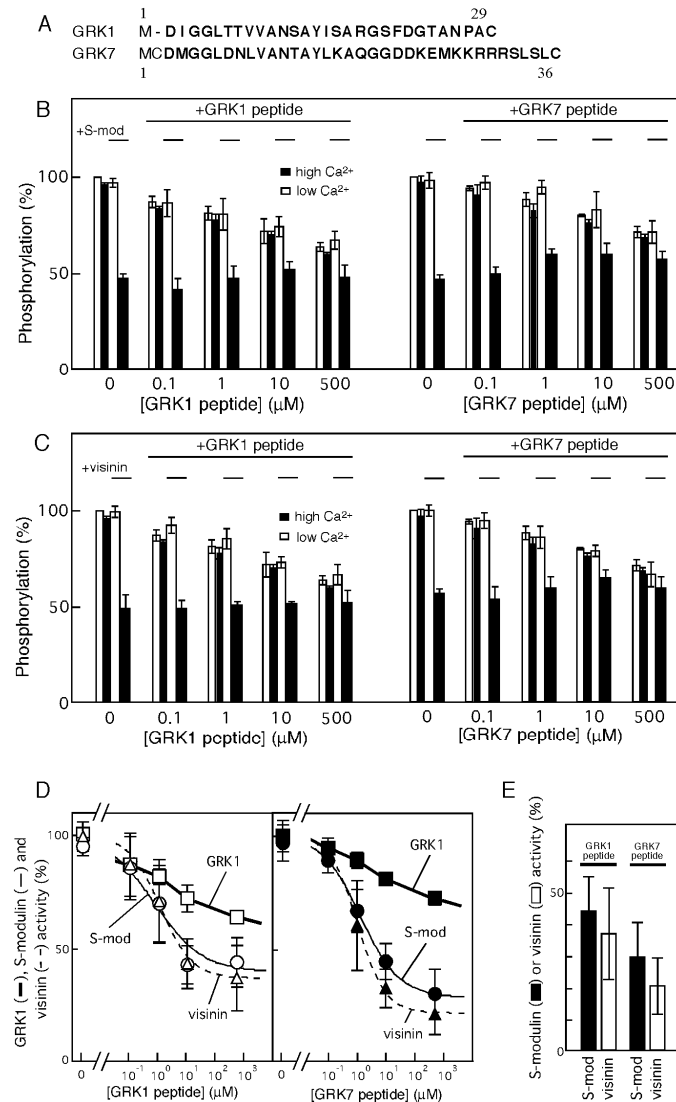 A
1
29
GRK1 M-DIGGLTTVVANSAYISARGSFDGTANPAC
GRK7 MCDMGGLDNLVANTAYLKAQGGDDKEMKKRRRSLSLC
1
36
B
+GRK1 peptide
+GRK7 peptide
+S-mod
high Ca2+
low Ca2+
Phosphorylation (%)
100
50
0
0 0.1 1 10 500
0 0.1 1 10 500
[GRK1 peptide] (μM)
[GRK7 peptide] (μM)
C
+GRK1 peptide
+GRK7 peptide
+visinin
high Ca2+
low Ca2+
Phosphorylation (%)
100
50
0
0 0.1 1 10 500
0 0.1 1 10 500
[GRK1 pcptidc] (μM)
[GRK7 peptide] (μM)
D
GRK1 (━), S-modulin (—) and
visinin (- -) activity (%)
100
50
0
GRK1
S-mod
visinin
GRK1
S-mod
visinin
0 10-1 100 101 102 103
0 10-1 100 101 102 103
[GRK1 peptide] (μM)
[GRK7 peptide] (μM)
E
S-modulin (■) or visinin (□) activity (%)
50
0
GRK1
peptide
GRK7
peptide
S-mod
visinin
S-mod
visinin